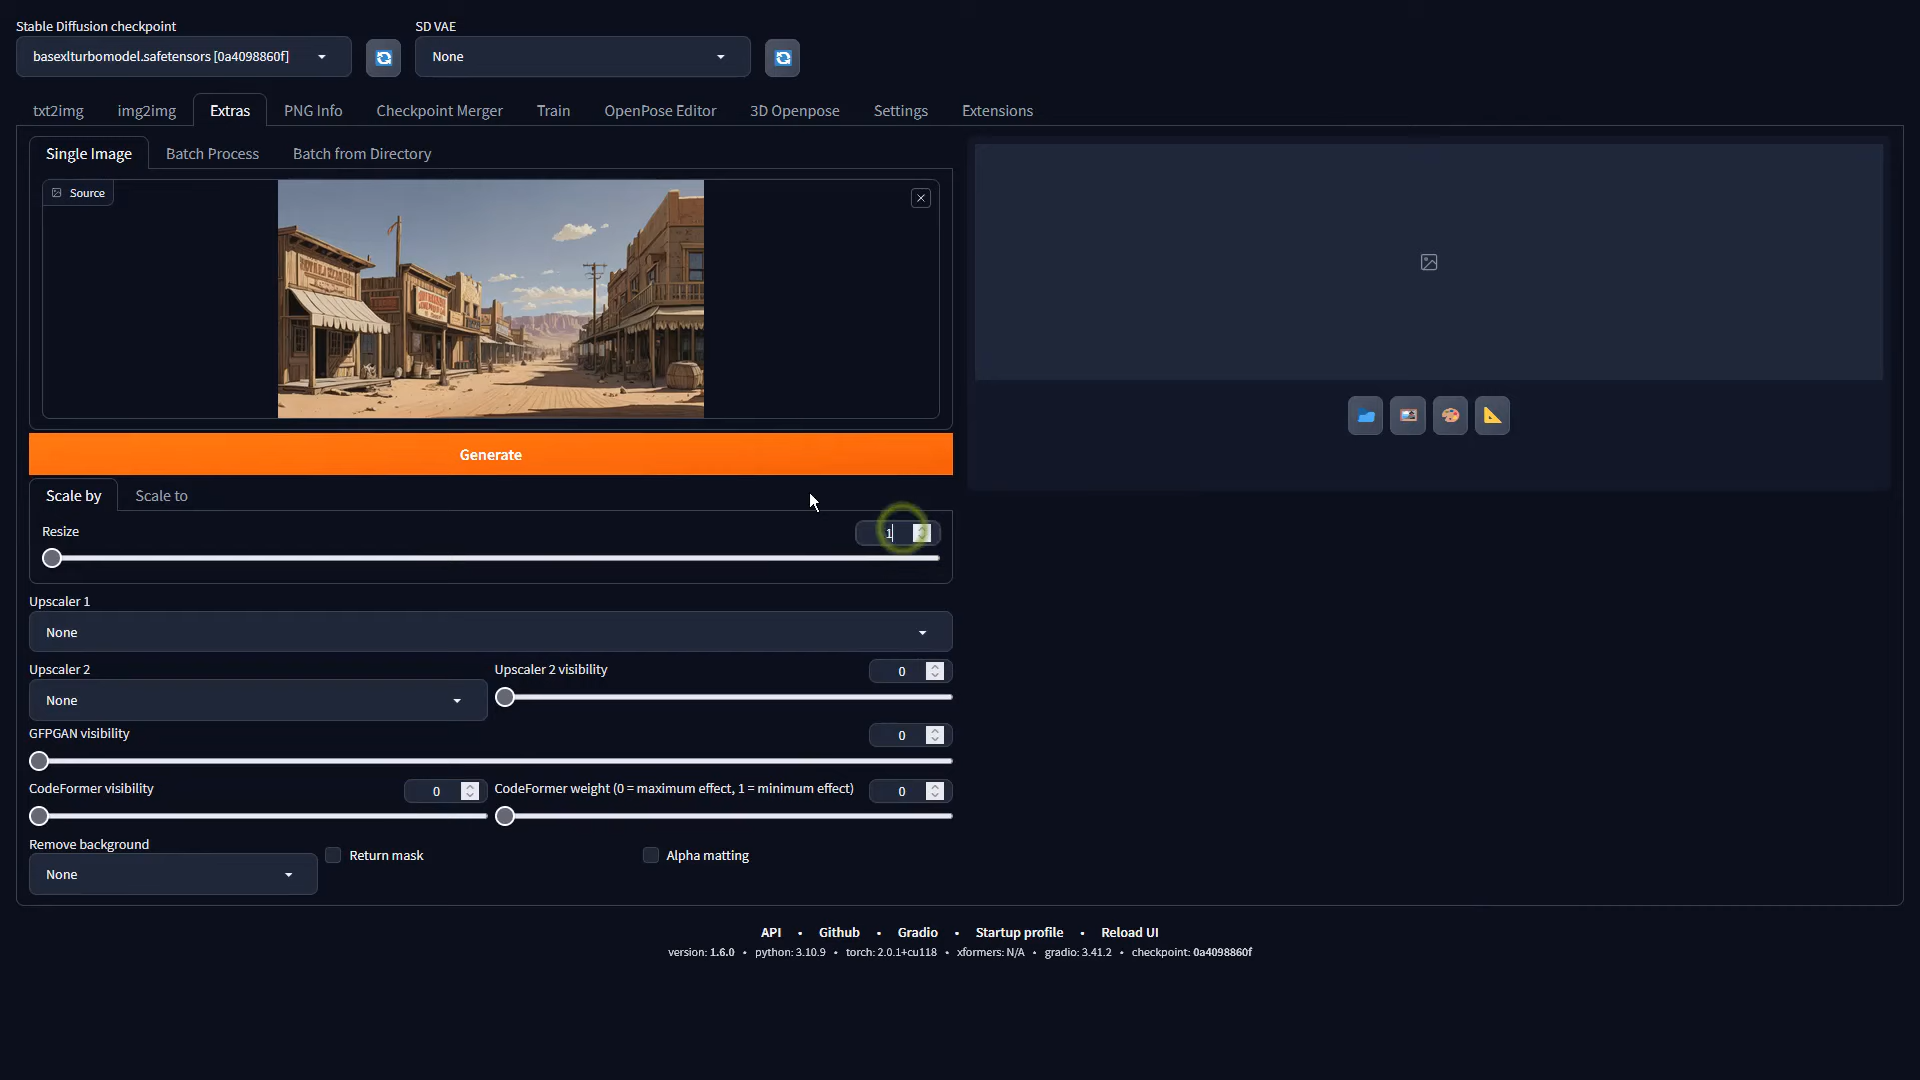 Stable Diffusion checkpoint
SD VAE
basexlturbomodel.safetensors [0a4098860f]
None
txt2img
img2img
Extras
PNG Info
Checkpoint Merger
Train
OpenPose Editor
3D Openpose
Settings
Extensions
Single Image
Batch Process
Batch from Directory
Source
Generate
Scale by
Scale to
Resize
1
Upscaler 1
None
Upscaler 2
Upscaler 2 visibility
0
None
GFPGAN visibility
0
CodeFormer visibility
0
CodeFormer weight (0 = maximum effect, 1 = minimum effect)
0
Remove background
None
Return mask
Alpha matting
API • Github • Gradio • Startup profile • Reload UI
version: 1.6.0 • python: 3.10.9 • torch: 2.0.1+cu118 • xformers: N/A • gradio: 3.41.2 • checkpoint: 0a4098860f